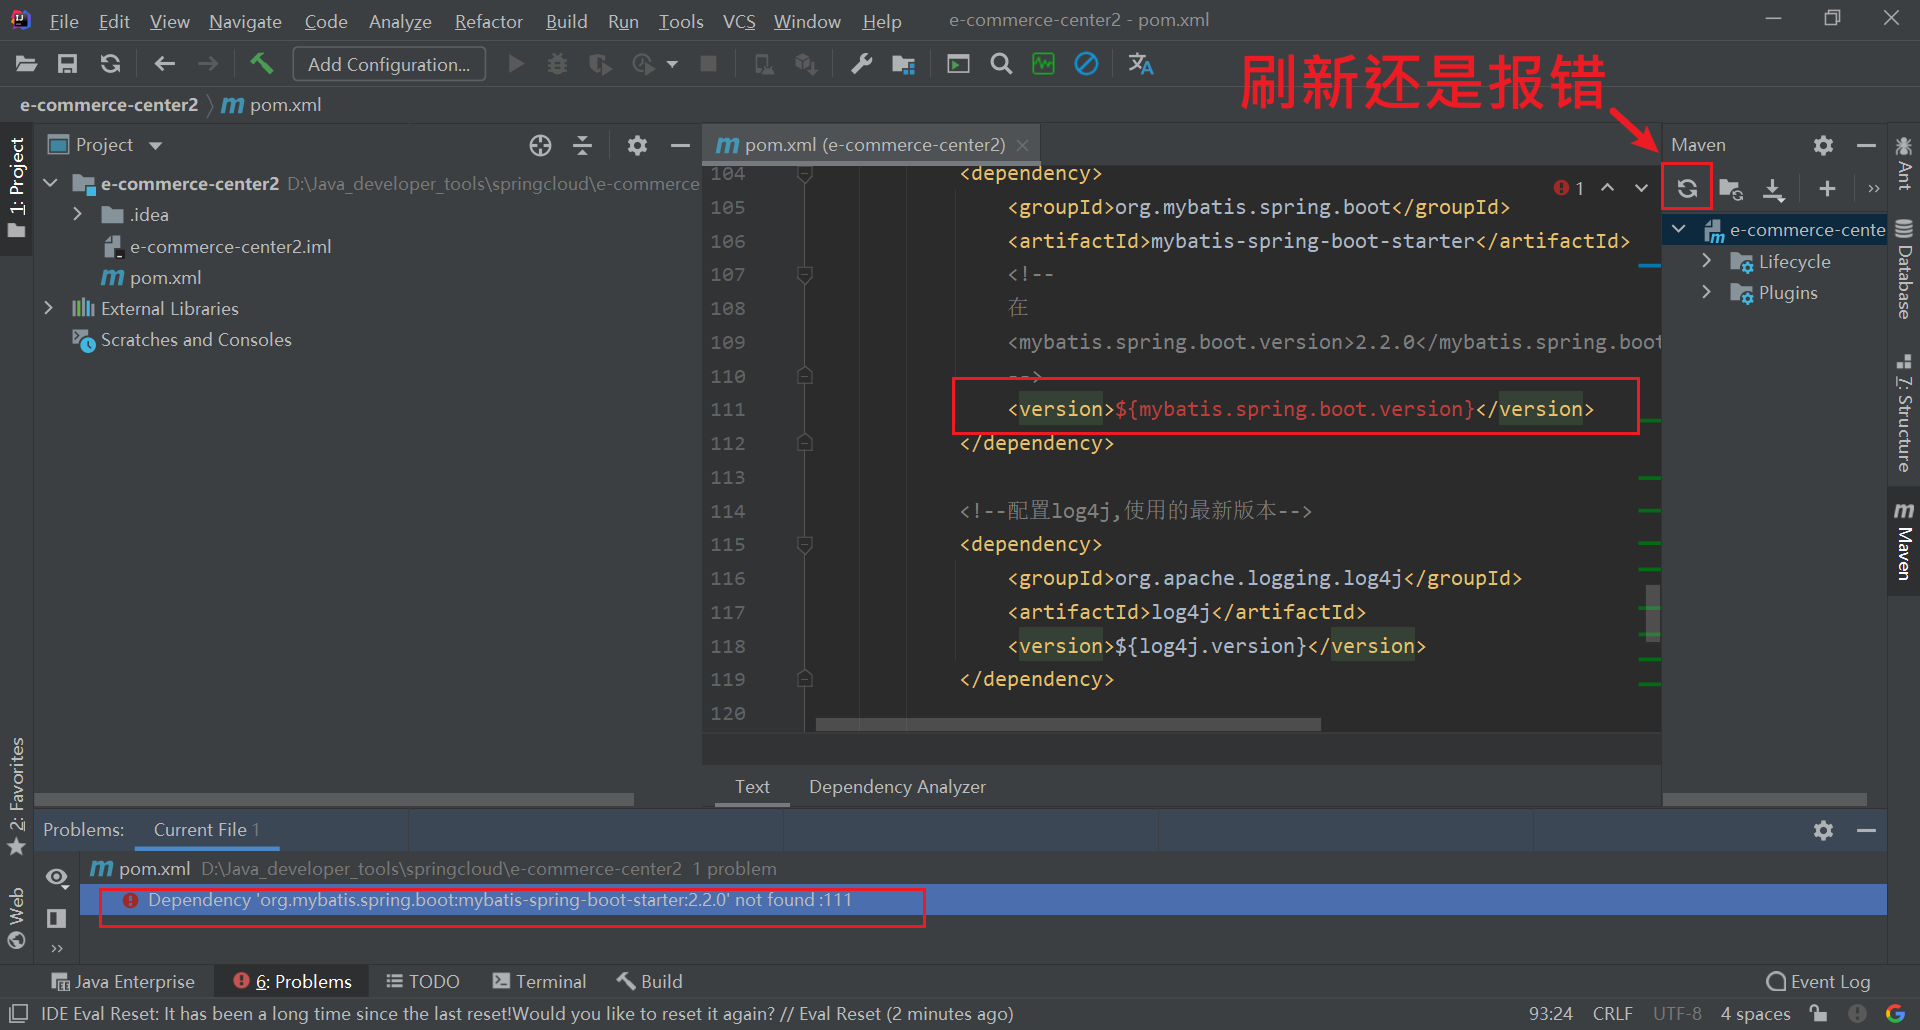 File Edit View Navigate Code Analyze Refactor Build Run Tools VCS Window Help e-commerce-center2 - pom.xml
Add Configuration...
刷新还是报错
e-commerce-center2 pom.xml
1: Project
Project
pom.xml (e-commerce-center2)
Maven
e-commerce-center2 D:\Java_developer_tools\springcloud\e-commerce
.idea
e-commerce-center2.iml
pom.xml
External Libraries
Scratches and Consoles
104 <dependency>
105 <groupId>org.mybatis.spring.boot</groupId>
106 <artifactId>mybatis-spring-boot-starter</artifactId>
107 <!--
108 在
109 <mybatis.spring.boot.version>2.2.0</mybatis.spring.boot
110 -->
111 <version>${mybatis.spring.boot.version}</version>
112 </dependency>
113
114 <!--配置log4j,使用的最新版本-->
115 <dependency>
116 <groupId>org.apache.logging.log4j</groupId>
117 <artifactId>log4j</artifactId>
118 <version>${log4j.version}</version>
119 </dependency>
120
1
e-commerce-cente
Lifecycle
Plugins
Ant
Database
7: Structure
Maven
Text Dependency Analyzer
2: Favorites
Web
Problems: Current File 1
pom.xml D:\Java_developer_tools\springcloud\e-commerce-center2 1 problem
Dependency 'org.mybatis.spring.boot:mybatis-spring-boot-starter:2.2.0' not found :111
Java Enterprise 6: Problems TODO Terminal Build Event Log
IDE Eval Reset: It has been a long time since the last reset!Would you like to reset it again? // Eval Reset (2 minutes ago) 93:24 CRLF UTF-8 4 spaces